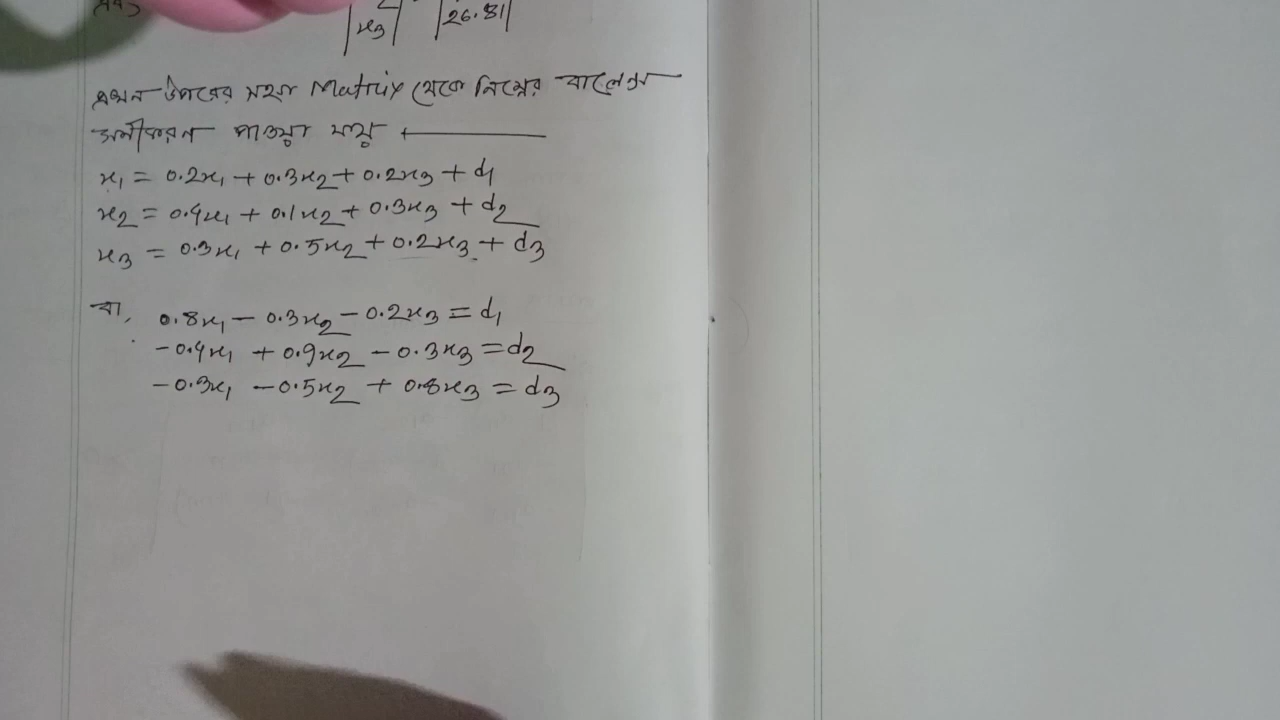 এবং
x3 26.81
এখন উপরের সহগ Matrix থেকে নিম্নের ব্যালেন্স
সমীকরণ পাওয়া যায়
x1 = 0.2x1 + 0.3x2 + 0.2x3 + d1
x2 = 0.4x1 + 0.1x2 + 0.3x3 + d2
x3 = 0.3x1 + 0.5x2 + 0.2x3 + d3
বা, 0.8x1 - 0.3x2 - 0.2x3 = d1
-0.4x1 + 0.9x2 - 0.3x3 = d2
-0.3x1 - 0.5x2 + 0.8x3 = d3